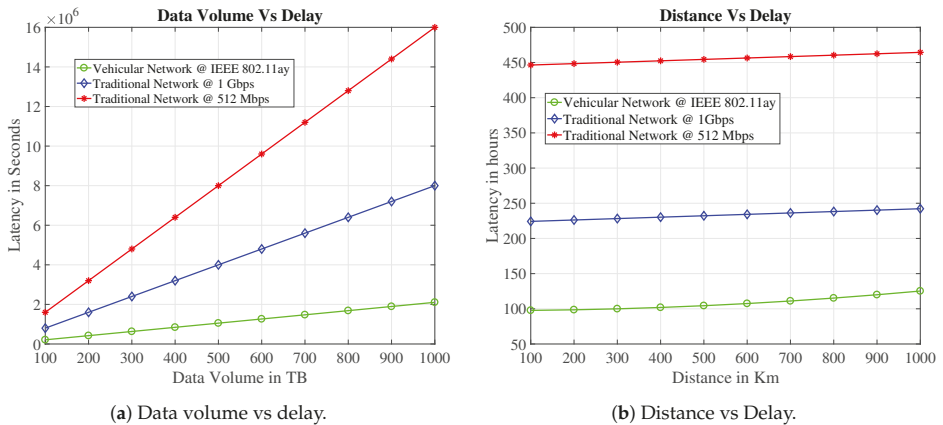 Data Volume Vs Delay
×10⁶
16
14
12
10
8
6
4
2
0
Latency in Seconds
Vehicular Network @ IEEE 802.11ay
Traditional Network @ 1 Gbps
Traditional Network @ 512 Mbps
100 200 300 400 500 600 700 800 900 1000
Data Volume in TB
(a) Data volume vs delay.
Distance Vs Delay
500
450
400
350
300
250
200
150
100
50
Latency in hours
Vehicular Network @ IEEE 802.11ay
Traditional Network @ 1Gbps
Traditional Network @ 512 Mbps
100 200 300 400 500 600 700 800 900 1000
Distance in Km
(b) Distance vs Delay.